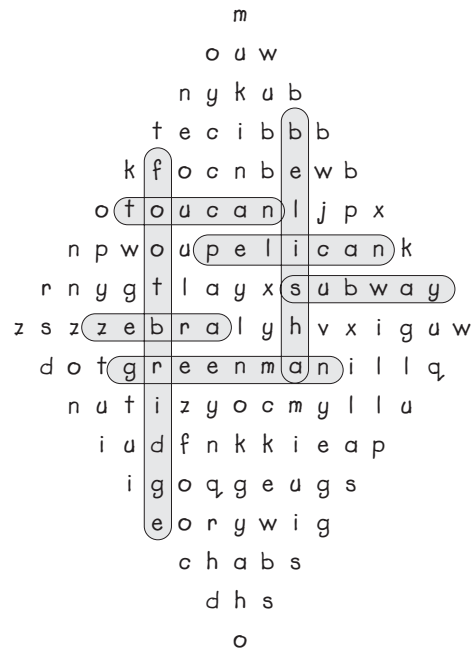 m
o u w
n y k u b
t e c i b b b
k f o c n b e w b
o t o u c a n l j p x
n p w o u p e l i c a n k
r n y g t l a y x s u b w a y
z s z z e b r a l y h v x i g u w
d o t g r e e n m a n i l l q
n u t i z y o c m y l l u
i u d f n k k i e a p
i g o q g e u g s
e o r y w i g
c h a b s
d h s
o